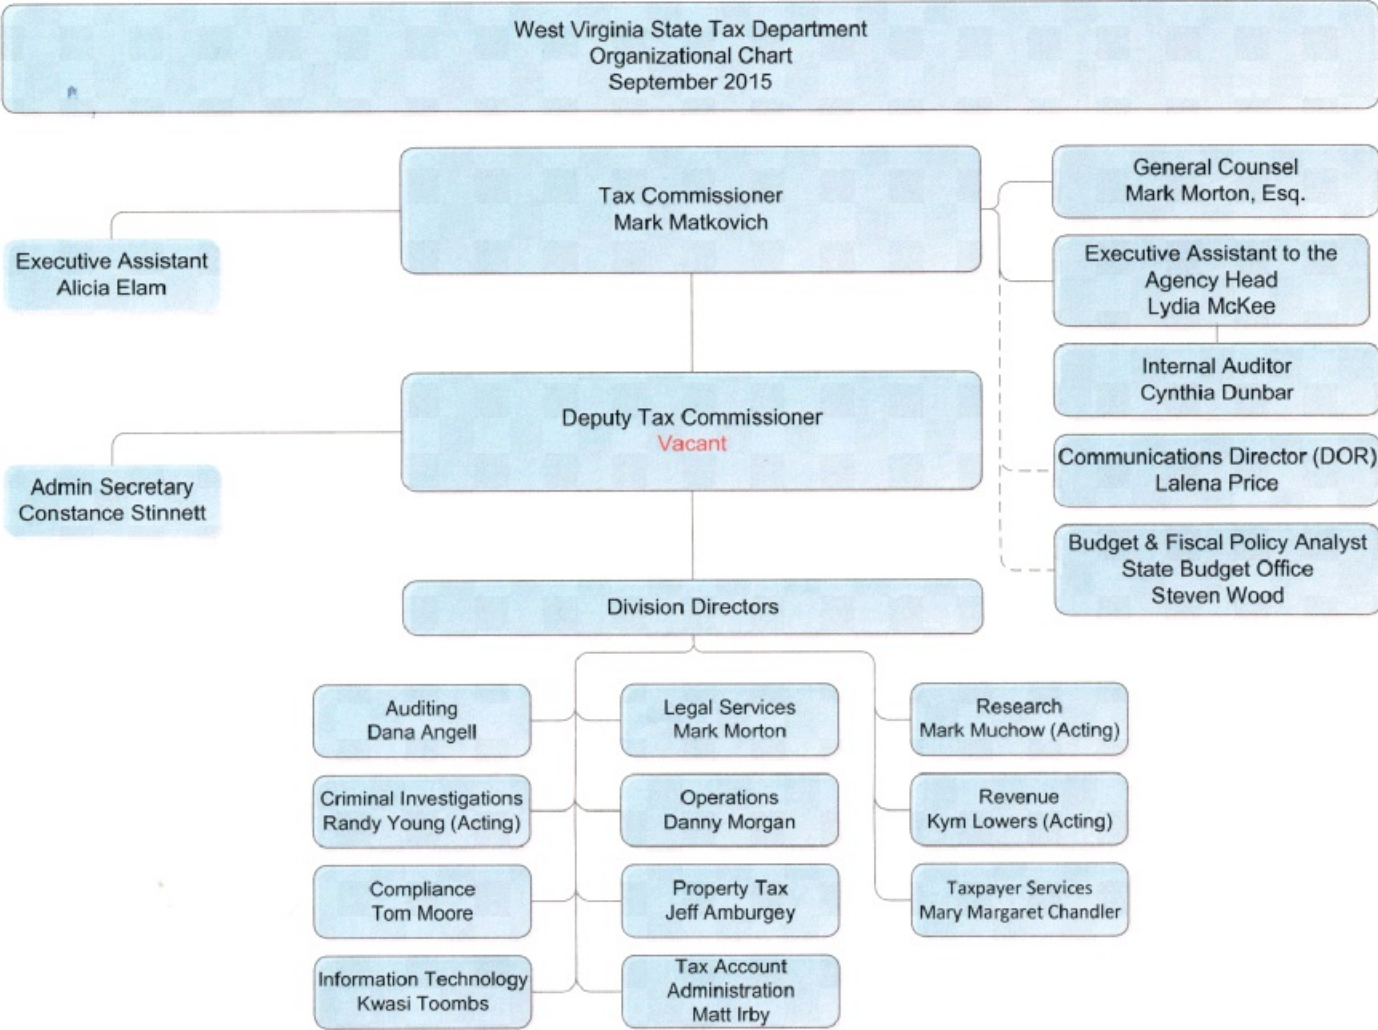 West Virginia State Tax Department
Organizational Chart
September 2015
Tax Commissioner
Mark Matkovich
General Counsel
Mark Morton, Esq.
Executive Assistant
Alicia Elam
Executive Assistant to the
Agency Head
Lydia McKee
Internal Auditor
Cynthia Dunbar
Deputy Tax Commissioner
Vacant
Admin Secretary
Constance Stinnett
Communications Director (DOR)
Lalena Price
Budget & Fiscal Policy Analyst
State Budget Office
Steven Wood
Division Directors
Auditing
Dana Angell
Legal Services
Mark Morton
Research
Mark Muchow (Acting)
Criminal Investigations
Randy Young (Acting)
Operations
Danny Morgan
Revenue
Kym Lowers (Acting)
Compliance
Tom Moore
Property Tax
Jeff Amburgey
Taxpayer Services
Mary Margaret Chandler
Information Technology
Kwasi Toombs
Tax Account
Administration
Matt Irby